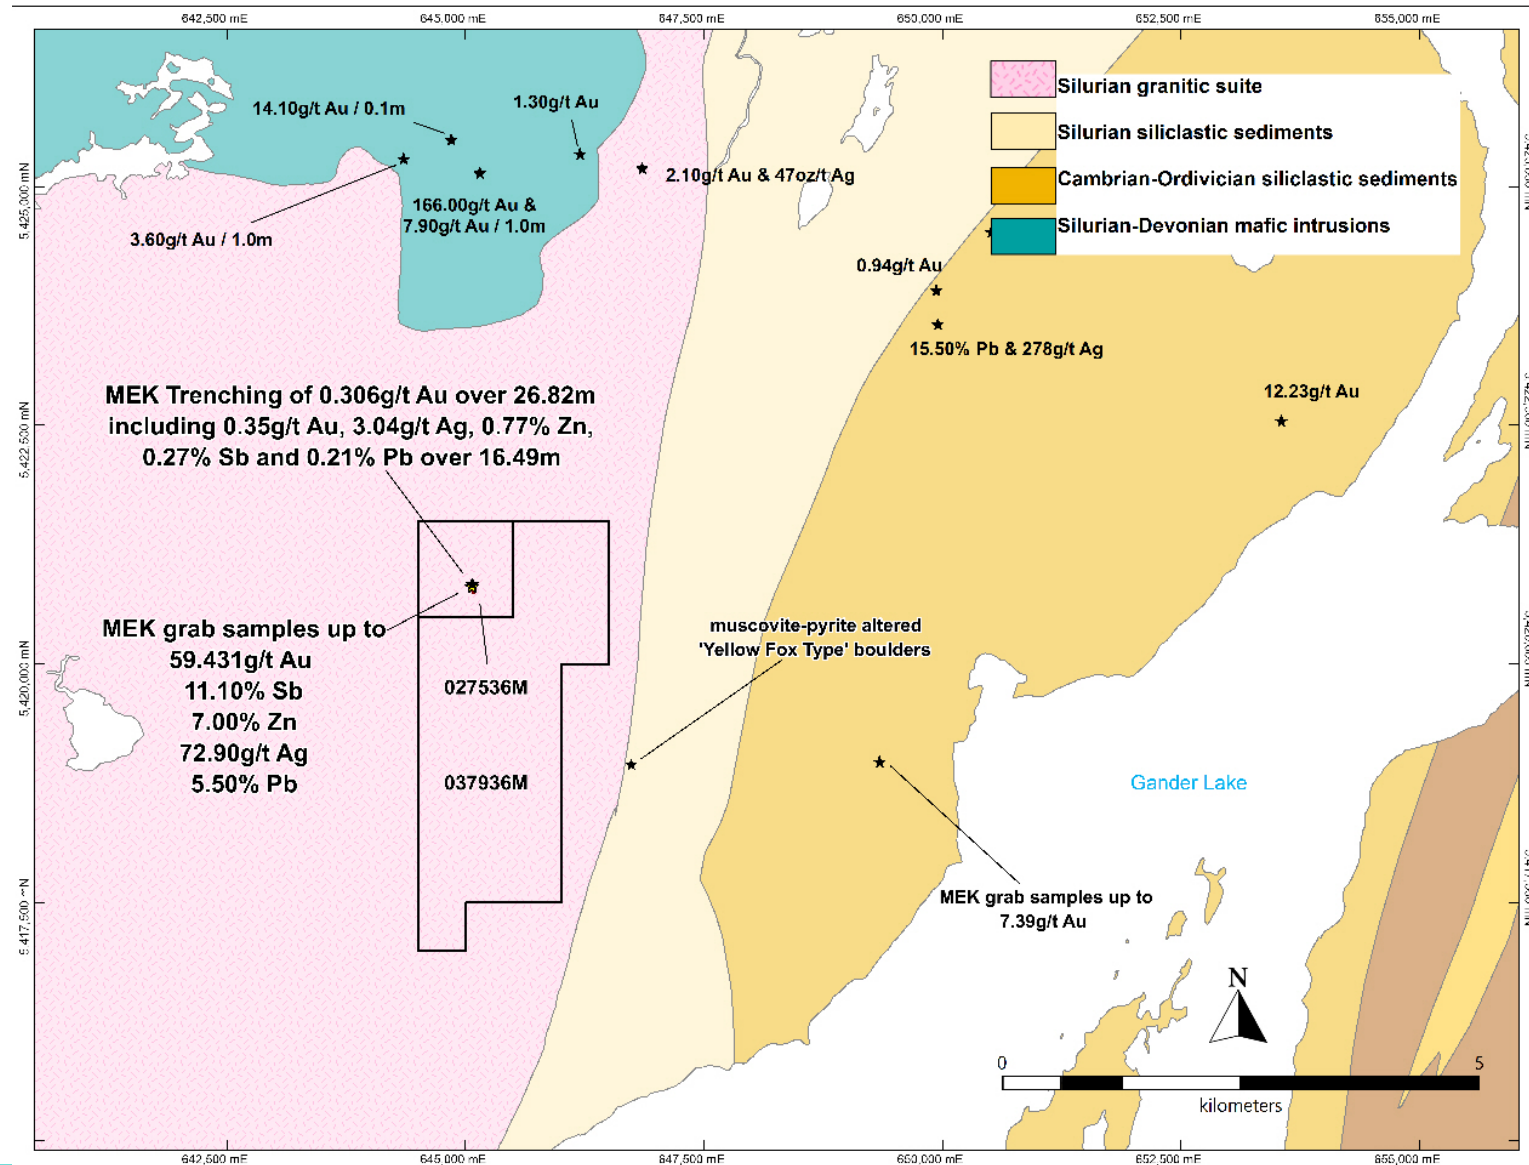 642,500 mE
645,000 mE
647,500 mE
650,000 mE
652,500 mE
655,000 mE
Silurian granitic suite
Silurian siliclastic sediments
Cambrian-Ordivician siliclastic sediments
Silurian-Devonian mafic intrusions
14.10g/t Au / 0.1m
1.30g/t Au
2.10g/t Au & 47oz/t Ag
166.00g/t Au &
7.90g/t Au / 1.0m
3.60g/t Au / 1.0m
0.94g/t Au
15.50% Pb & 278g/t Ag
12.23g/t Au
5,425,000 mN
5,422,500 mN
5,420,000 mN
MEK Trenching of 0.306g/t Au over 26.82m
including 0.35g/t Au, 3.04g/t Ag, 0.77% Zn,
0.27% Sb and 0.21% Pb over 16.49m
MEK grab samples up to
59.431g/t Au
11.10% Sb
7.00% Zn
72.90g/t Ag
5.50% Pb
027536M
037936M
muscovite-pyrite altered
'Yellow Fox Type' boulders
Gander Lake
MEK grab samples up to
7.39g/t Au
N
0
5
kilometers
642,500 mE
645,000 mE
647,500 mE
650,000 mE
652,500 mE
655,000 mE